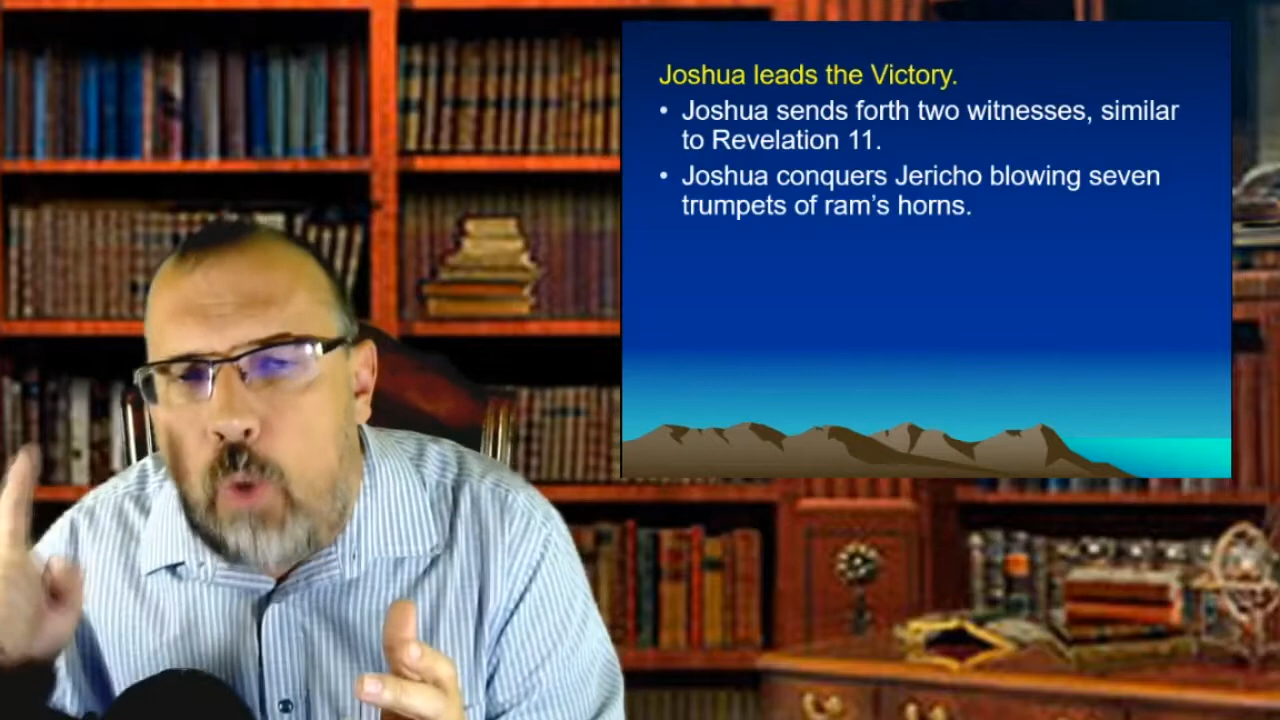 Joshua leads the Victory.
• Joshua sends forth two witnesses, similar
to Revelation 11.
• Joshua conquers Jericho blowing seven
trumpets of ram’s horns.